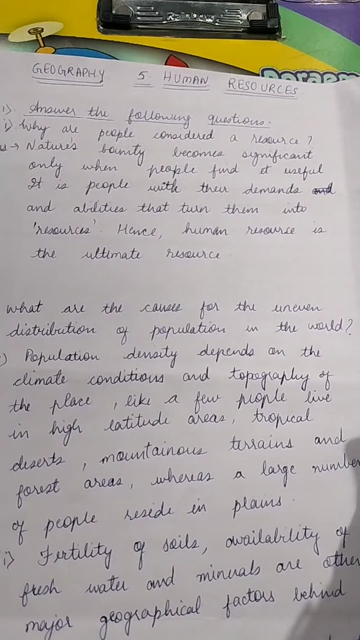 GEOGRAPHY 5 HUMAN RESOURCES
1). Answer the following questions.
i) Why are people considered a resource?
→ Nature's bounty becomes significant
only when people find it useful
It is people with their demands
and abilities that turn them into
'resources'. Hence, human resource is
the ultimate resource.
what are the causes for the uneven
distribution of population in the world?
) Population density depends on the
climate conditions and topography of
the place, like a few people live
in high latitude areas, tropical
deserts, mountainous terrains and
forest areas, whereas a large number
of people reside in plains.
i) Fertility of soils, availability of
fresh water and minerals are other
major geographical factors behind